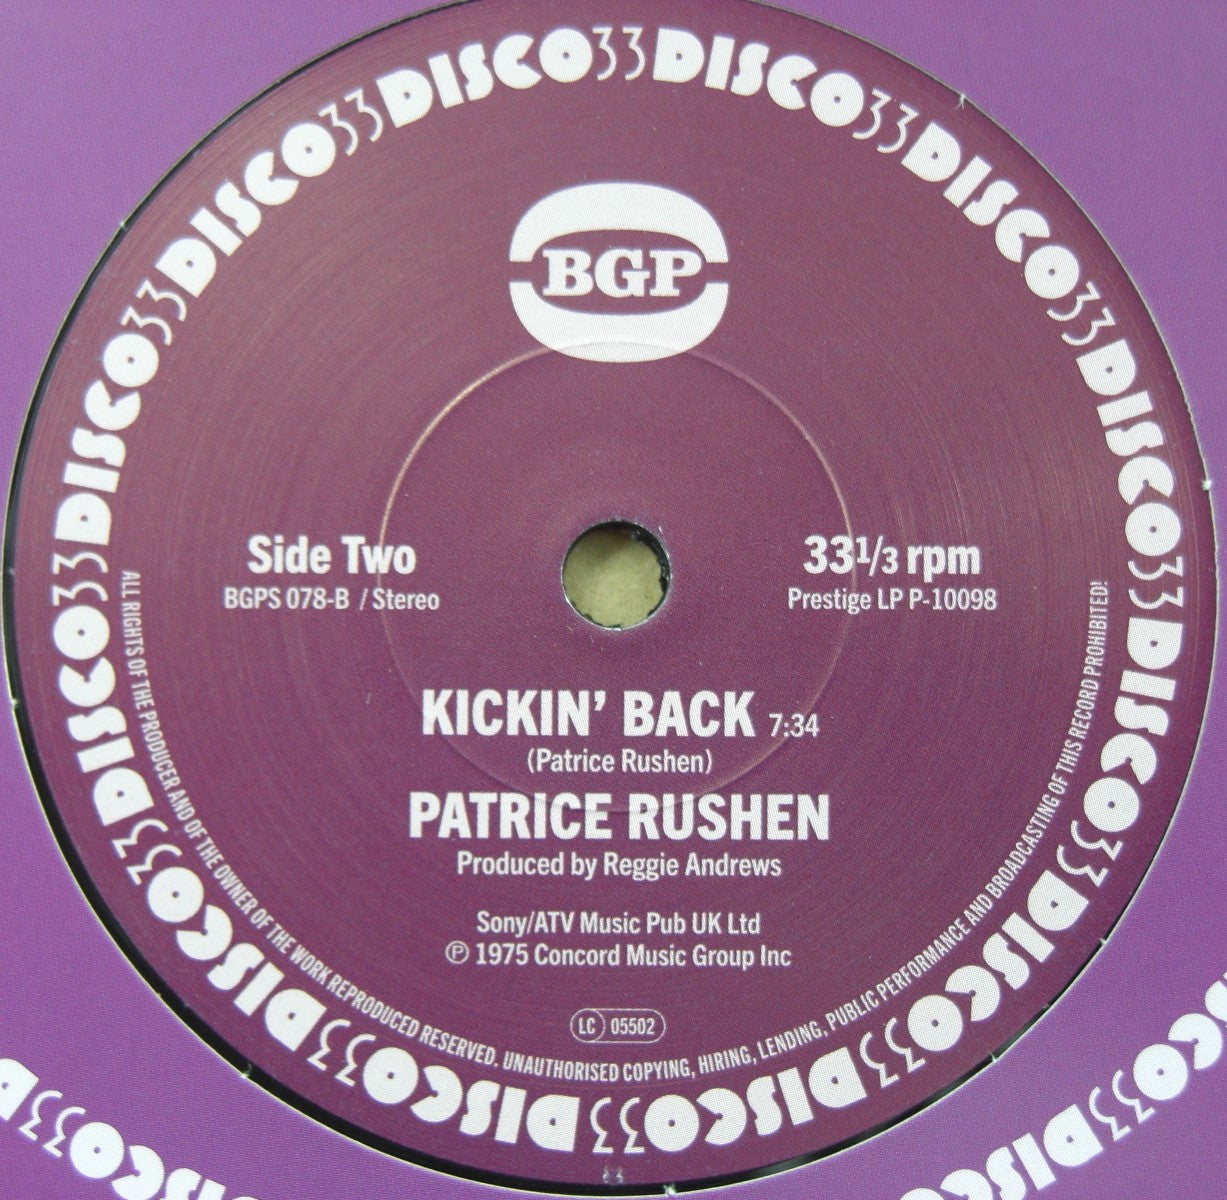 DISCO33DISCO33DISCO33DISCO33DISCO33DISCO33DISCO33DISCO33DISCO33DISCO33DISCO33DISCO33
BGP
Side Two
BGPS 078-B / Stereo
33 1/3 rpm
Prestige LP P-10098
KICKIN' BACK 7:34
(Patrice Rushen)
PATRICE RUSHEN
Produced by Reggie Andrews
Sony/ATV Music Pub UK Ltd
℗ 1975 Concord Music Group Inc
LC 05502
ALL RIGHTS OF THE PRODUCER AND OF THE OWNER OF THE WORK REPRODUCED RESERVED. UNAUTHORISED COPYING, HIRING, LENDING, PUBLIC PERFORMANCE AND BROADCASTING OF THIS RECORD PROHIBITED!
DISCO33
DISCO33DISCO